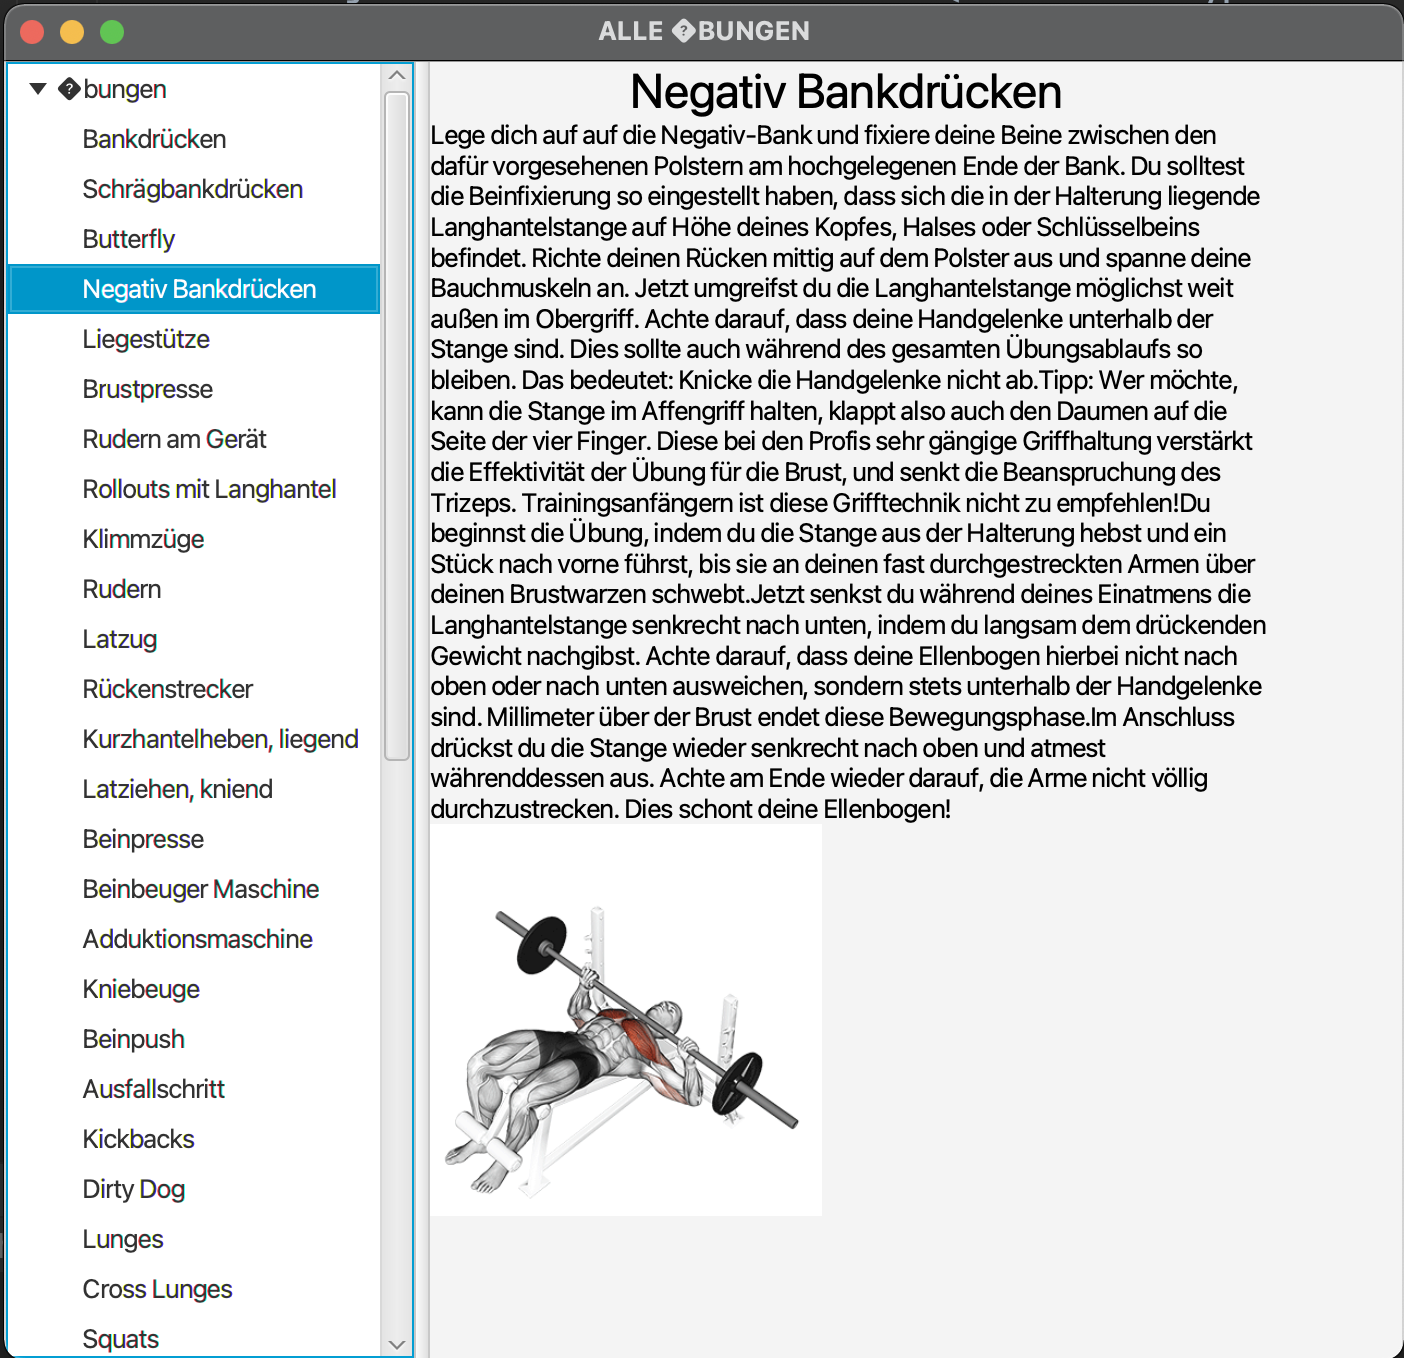 ALLE �BUNGEN
�bungen
Bankdrücken
Schrägbankdrücken
Butterfly
Negativ Bankdrücken
Liegestütze
Brustpresse
Rudern am Gerät
Rollouts mit Langhantel
Klimmzüge
Rudern
Latzug
Rückenstrecker
Kurzhantelheben, liegend
Latziehen, kniend
Beinpresse
Beinbeuger Maschine
Adduktionsmaschine
Kniebeuge
Beinpush
Ausfallschritt
Kickbacks
Dirty Dog
Lunges
Cross Lunges
Squats
Negativ Bankdrücken
Lege dich auf auf die Negativ-Bank und fixiere deine Beine zwischen den
dafür vorgesehenen Polstern am hochgelegenen Ende der Bank. Du solltest
die Beinfixierung so eingestellt haben, dass sich die in der Halterung liegende
Langhantelstange auf Höhe deines Kopfes, Halses oder Schlüsselbeins
befindet. Richte deinen Rücken mittig auf dem Polster aus und spanne deine
Bauchmuskeln an. Jetzt umgreifst du die Langhantelstange möglichst weit
außen im Obergriff. Achte darauf, dass deine Handgelenke unterhalb der
Stange sind. Dies sollte auch während des gesamten Übungsablaufs so
bleiben. Das bedeutet: Knicke die Handgelenke nicht ab.Tipp: Wer möchte,
kann die Stange im Affengriff halten, klappt also auch den Daumen auf die
Seite der vier Finger. Diese bei den Profis sehr gängige Griffhaltung verstärkt
die Effektivität der Übung für die Brust, und senkt die Beanspruchung des
Trizeps. Trainingsanfängern ist diese Grifftechnik nicht zu empfehlen!Du
beginnst die Übung, indem du die Stange aus der Halterung hebst und ein
Stück nach vorne führst, bis sie an deinen fast durchgestreckten Armen über
deinen Brustwarzen schwebt.Jetzt senkst du während deines Einatmens die
Langhantelstange senkrecht nach unten, indem du langsam dem drückenden
Gewicht nachgibst. Achte darauf, dass deine Ellenbogen hierbei nicht nach
oben oder nach unten ausweichen, sondern stets unterhalb der Handgelenke
sind. Millimeter über der Brust endet diese Bewegungsphase.Im Anschluss
drückst du die Stange wieder senkrecht nach oben und atmest
währenddessen aus. Achte am Ende wieder darauf, die Arme nicht völlig
durchzustrecken. Dies schont deine Ellenbogen!